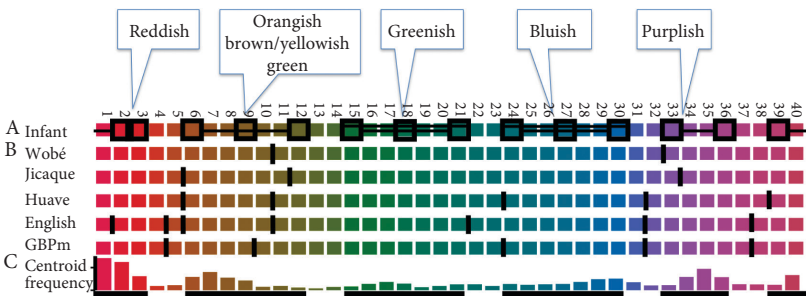 Reddish
Orangish
brown/yellowish
green
Greenish
Bluish
Purplish
1 2 3 4 5 6 7 8 9 10 11 12 13 14 15 16 17 18 19 20 21 22 23 24 25 26 27 28 29 30 31 32 33 34 35 36 37 38 39 40
A Infant
B Wobé
Jicaque
Huave
English
GBPm
C Centroid
frequency